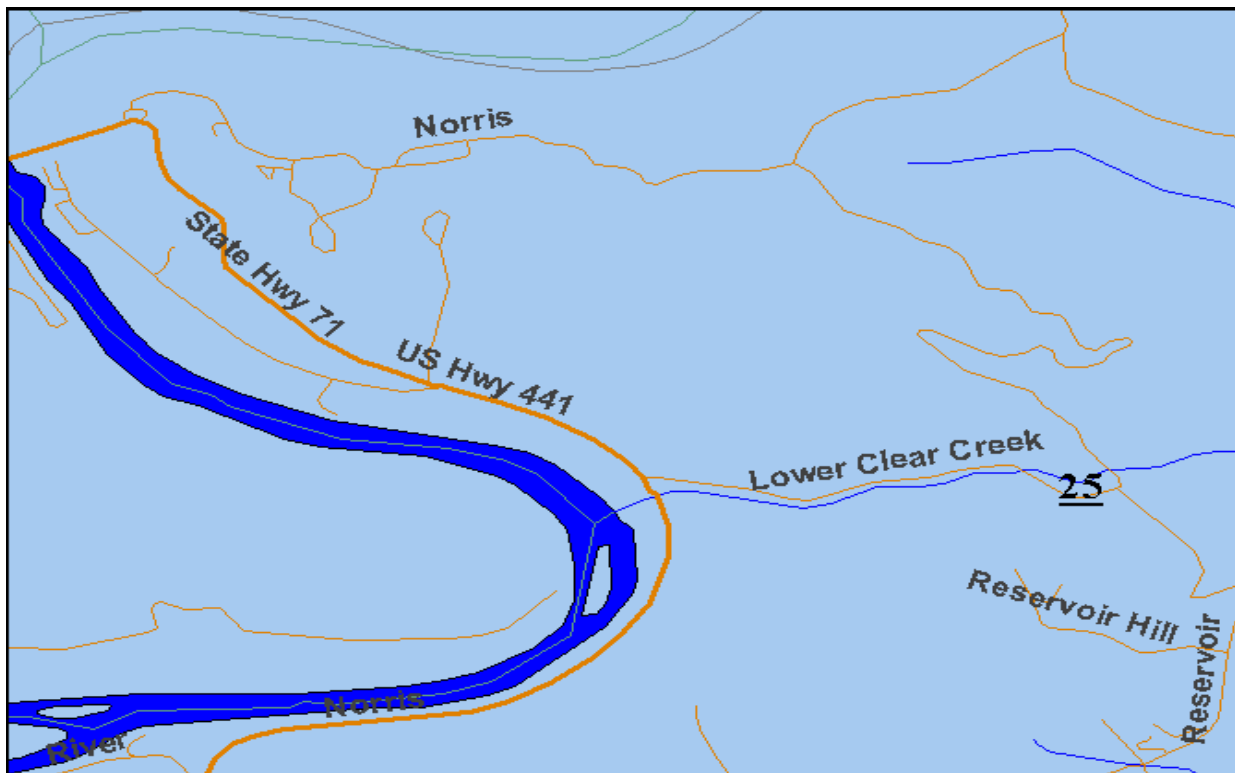 Norris
State Hwy 71
US Hwy 441
Lower Clear Creek
25
Reservoir Hill
Reservoir
Norris
River